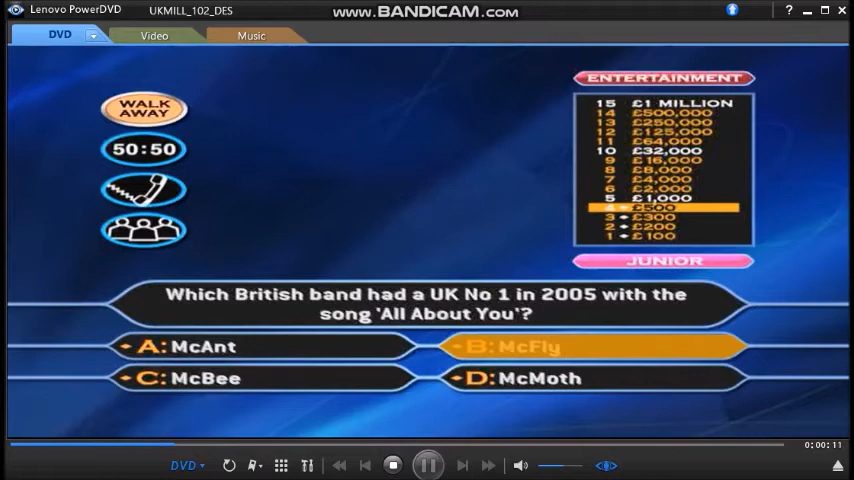 Lenovo PowerDVD
UKMILL_102_DES
www.BANDICAM.com
DVD
Video
Music
WALK
AWAY
50:50
ENTERTAINMENT
15 £1 MILLION
14 £500,000
13 £250,000
12 £125,000
11 £64,000
10 £32,000
9 £16,000
8 £8,000
7 £4,000
6 £2,000
5 £1,000
4 £500
3 £300
2 £200
1 £100
JUNIOR
Which British band had a UK No 1 in 2005 with the
song 'All About You'?
A: McAnt
B: McFly
C: McBee
D: McMoth
0:00:11
DVD